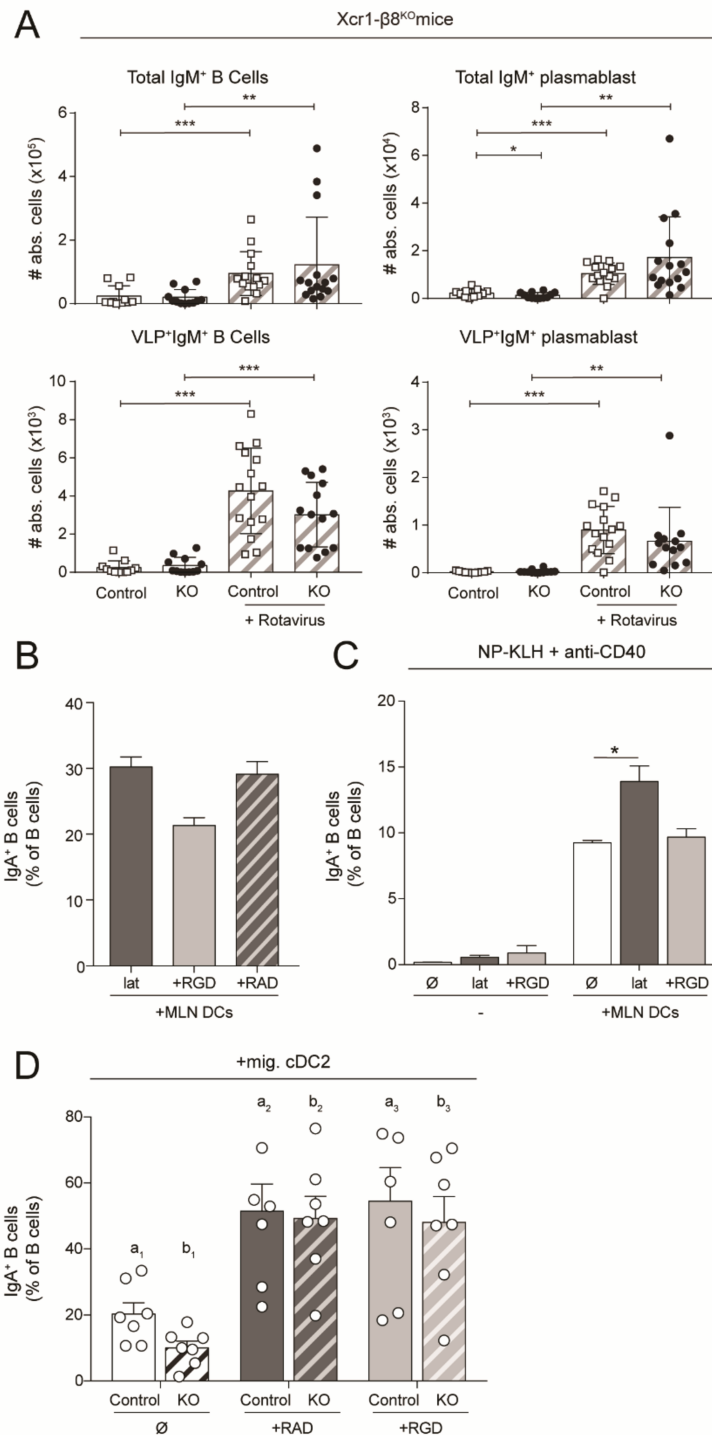 A
Xcr1-β8KOmice
Total IgM+ B Cells
Total IgM+ plasmablast
# abs. cells (x10⁵)
6
4
2
0
***
**
# abs. cells (x10⁴)
8
6
4
2
0
*
***
**
VLP+IgM+ B Cells
VLP+IgM+ plasmablast
# abs. cells (x10³)
10
8
6
4
2
0
***
***
Control
KO
Control
KO
+ Rotavirus
# abs. cells (x10³)
4
3
2
1
0
***
**
Control
KO
Control
KO
+ Rotavirus
B
IgA+ B cells
(% of B cells)
40
30
20
10
0
lat
+RGD
+RAD
+MLN DCs
C
NP-KLH + anti-CD40
IgA+ B cells
(% of B cells)
20
15
10
5
0
*
Ø
lat
+RGD
Ø
lat
+RGD
-
+MLN DCs
D
+mig. cDC2
IgA+ B cells
(% of B cells)
80
60
40
20
0
a₁
b₁
a₂
b₂
a₃
b₃
Control
KO
Control
KO
Control
KO
Ø
+RAD
+RGD